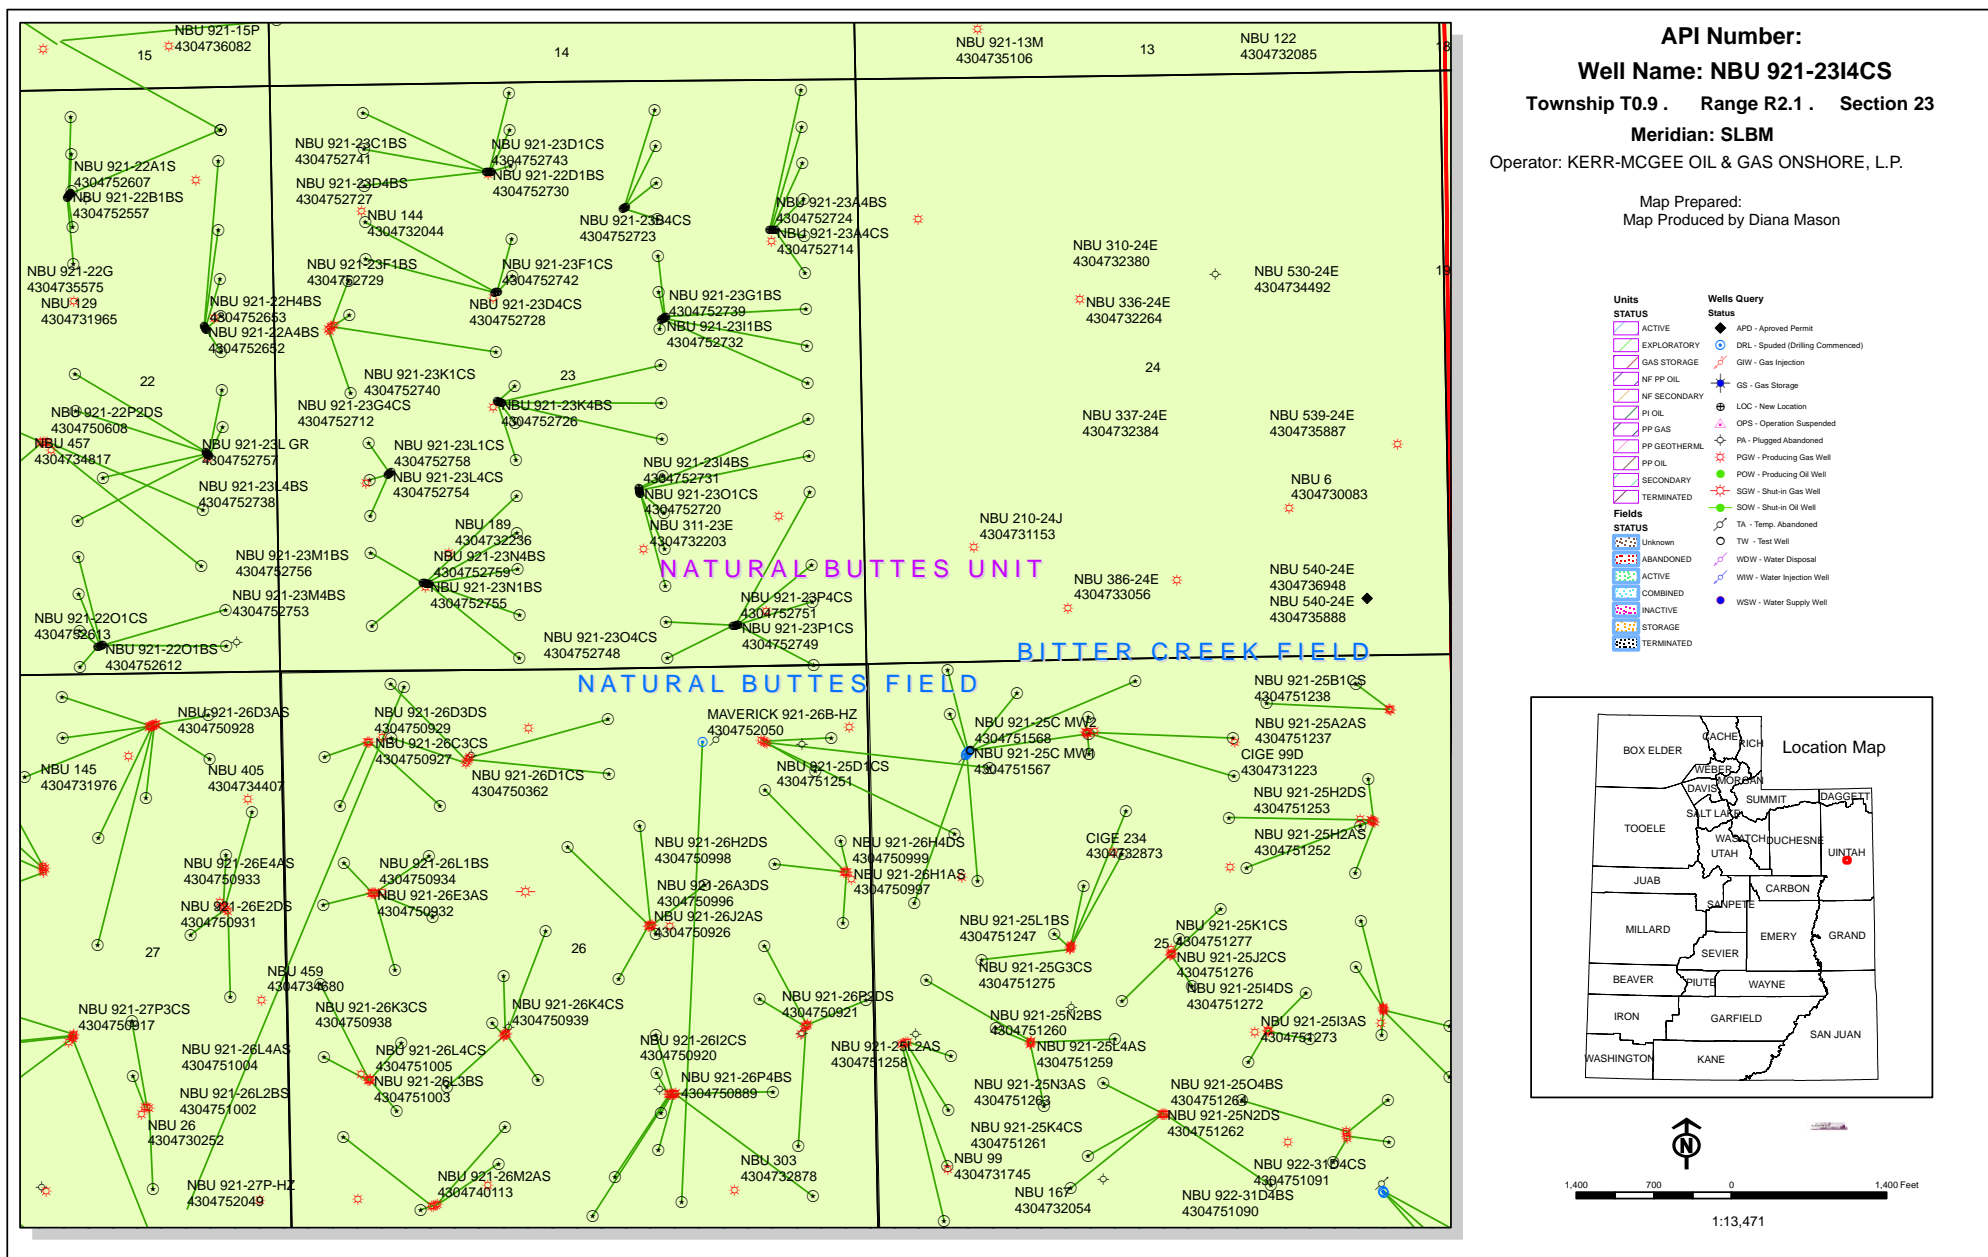 API Number:
Well Name: NBU 921-23I4CS
Township T0.9 . Range R2.1 . Section 23
Meridian: SLBM
Operator: KERR-MCGEE OIL & GAS ONSHORE, L.P.
Map Prepared:
Map Produced by Diana Mason
Units
STATUS
ACTIVE
EXPLORATORY
GAS STORAGE
NF PP OIL
NF SECONDARY
PI OIL
PP GAS
PP GEOTHERML
PP OIL
SECONDARY
TERMINATED
Fields
STATUS
Unknown
ABANDONED
ACTIVE
COMBINED
INACTIVE
STORAGE
TERMINATED
Wells Query
Status
APD - Aproved Permit
DRL - Spuded (Drilling Commenced)
GIW - Gas Injection
GS - Gas Storage
LOC - New Location
OPS - Operation Suspended
PA - Plugged Abandoned
PGW - Producing Gas Well
POW - Producing Oil Well
SGW - Shut-in Gas Well
SOW - Shut-in Oil Well
TA - Temp. Abandoned
TW - Test Well
WDW - Water Disposal
WIW - Water Injection Well
WSW - Water Supply Well
Location Map
BOX ELDER
CACHE
RICH
WEBER
MORGAN
DAVIS
SUMMIT
DAGGETT
SALT LAKE
TOOELE
WASATCH
DUCHESNE
UTAH
UINTAH
JUAB
CARBON
SANPETE
MILLARD
EMERY
GRAND
SEVIER
BEAVER
PIUTE
WAYNE
IRON
GARFIELD
SAN JUAN
WASHINGTON
KANE
N
1,400 700 0 1,400 Feet
1:13,471
NBU 921-15P
4304736082
15
14
NBU 921-13M
4304735106
13
NBU 122
4304732085
18
NBU 921-22A1S
4304752607
NBU 921-22B1BS
4304752557
NBU 921-23C1BS
4304752741
NBU 921-23D1CS
4304752743
NBU 921-22D1BS
4304752730
NBU 921-23D4BS
4304752727
NBU 144
4304732044
NBU 921-23B4CS
4304752723
NBU 921-23A4BS
4304752724
NBU 921-23A4CS
4304752714
NBU 310-24E
4304732380
NBU 530-24E
4304734492
19
NBU 921-22G
4304735575
NBU 129
4304731965
NBU 921-22H4BS
4304752653
NBU 921-22A4BS
4304752652
NBU 921-23F1BS
4304752729
NBU 921-23F1CS
4304752742
NBU 921-23D4CS
4304752728
NBU 921-23G1BS
4304752739
NBU 921-23I1BS
4304752732
NBU 336-24E
4304732264
22
NBU 921-23K1CS
4304752740
23
24
NBU 921-22P2DS
4304750608
NBU 457
4304734817
NBU 921-23L GR
4304752757
NBU 921-23G4CS
4304752712
NBU 921-23K4BS
4304752726
NBU 337-24E
4304732384
NBU 539-24E
4304735887
NBU 921-23L4BS
4304752738
NBU 921-23L1CS
4304752758
NBU 921-23L4CS
4304752754
NBU 921-23I4BS
4304752731
NBU 921-23O1CS
4304752720
NBU 311-23E
4304732203
NBU 6
4304730083
NBU 189
4304732236
NBU 210-24J
4304731153
NBU 921-23M1BS
4304752756
NBU 921-23N4BS
4304752759
NBU 921-23N1BS
4304752755
NATURAL BUTTES UNIT
NBU 386-24E
4304733056
NBU 540-24E
4304736948
NBU 540-24E
4304735888
NBU 921-23M4BS
4304752753
NBU 921-22O1CS
4304752613
NBU 921-22O1BS
4304752612
NBU 921-23P4CS
4304752751
NBU 921-23P1CS
4304752749
NBU 921-23O4CS
4304752748
BITTER CREEK FIELD
NATURAL BUTTES FIELD
NBU 921-26D3AS
4304750928
NBU 921-26D3DS
4304750929
NBU 921-26C3CS
4304750927
NBU 921-26D1CS
4304750362
MAVERICK 921-26B-HZ
4304752050
NBU 921-25C MW2
4304751568
NBU 921-25C MW1
4304751567
NBU 921-25B1CS
4304751238
NBU 921-25A2AS
4304751237
CIGE 99D
4304731223
NBU 145
4304731976
NBU 405
4304734407
NBU 921-25D1CS
4304751251
NBU 921-25H2DS
4304751253
NBU 921-25H2AS
4304751252
CIGE 234
4304732873
NBU 921-26E4AS
4304750933
NBU 921-26E2DS
4304750931
NBU 921-26L1BS
4304750934
NBU 921-26E3AS
4304750932
NBU 921-26H2DS
4304750998
NBU 921-26H4DS
4304750999
NBU 921-26H1AS
4304750997
NBU 921-26A3DS
4304750996
NBU 921-26J2AS
4304750926
27
26
25
NBU 921-25L1BS
4304751247
NBU 921-25K1CS
4304751277
NBU 921-25J2CS
4304751276
NBU 921-25G3CS
4304751275
NBU 921-25I4DS
4304751272
NBU 459
4304734680
NBU 921-27P3CS
4304750917
NBU 921-26K3CS
4304750938
NBU 921-26K4CS
4304750939
NBU 921-26P2DS
4304750921
NBU 921-25N2BS
4304751260
NBU 921-25I3AS
4304751273
NBU 921-26L4AS
4304751004
NBU 921-26L4CS
4304751005
NBU 921-26L3BS
4304751003
NBU 921-26I2CS
4304750920
NBU 921-25L2AS
4304751258
NBU 921-25L4AS
4304751259
NBU 921-26L2BS
4304751002
NBU 26
4304730252
NBU 921-26P4BS
4304750889
NBU 921-25N3AS
4304751263
NBU 921-25O4BS
4304751264
NBU 921-25N2DS
4304751262
NBU 921-25K4CS
4304751261
NBU 99
4304731745
NBU 303
4304732878
NBU 921-26M2AS
4304740113
NBU 921-27P-HZ
4304752049
NBU 167
4304732054
NBU 922-31D4CS
4304751091
NBU 922-31D4BS
4304751090